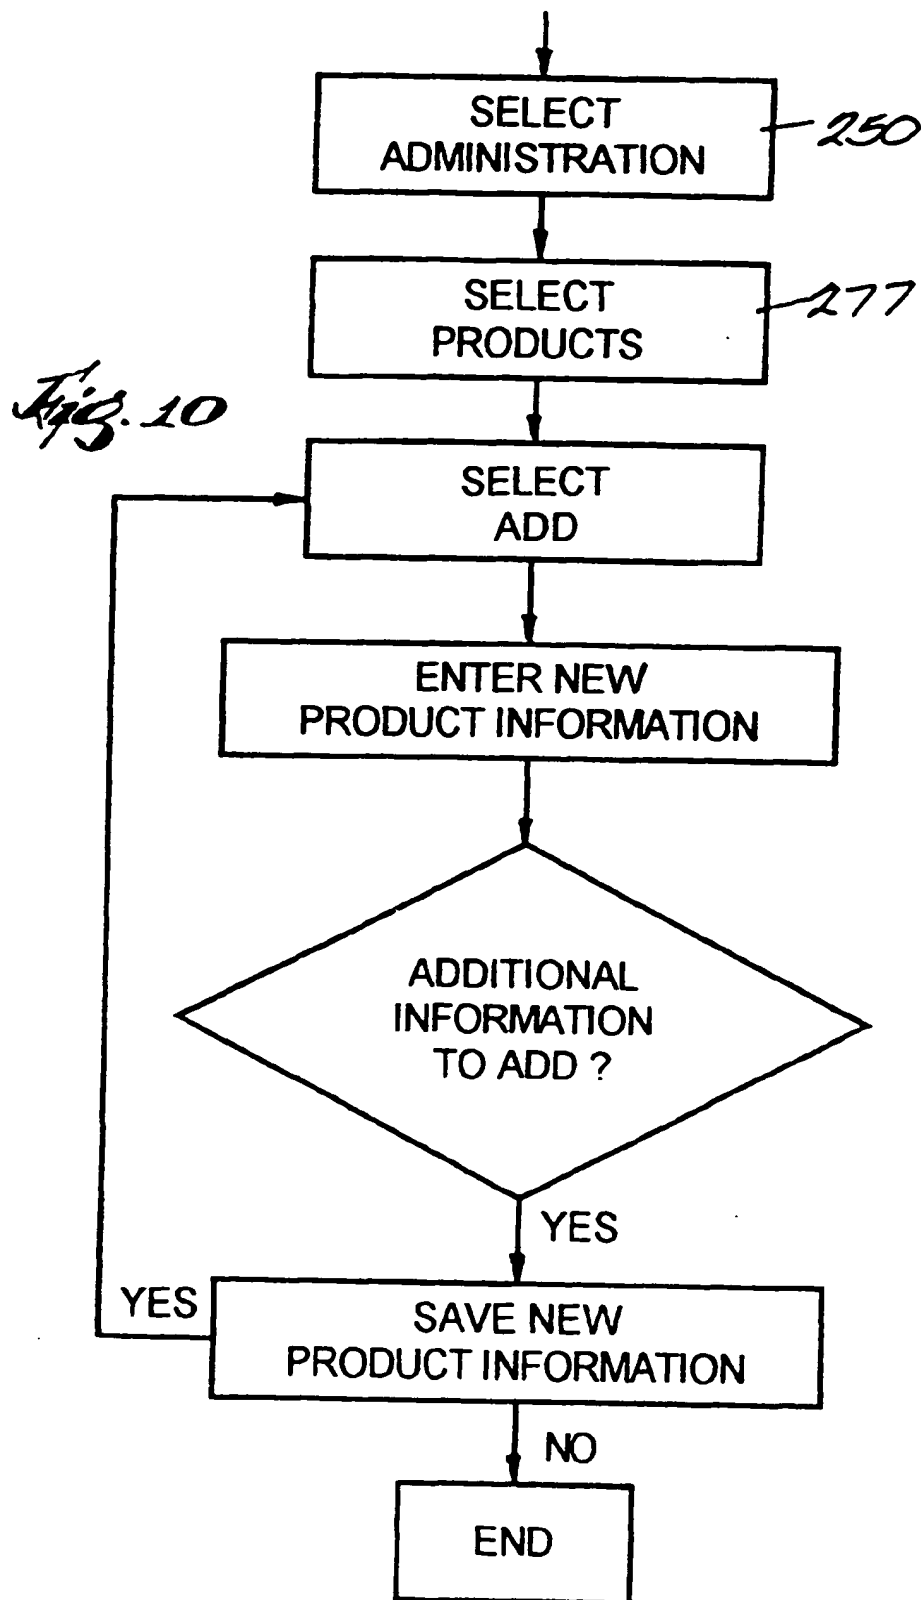 SELECT
ADMINISTRATION
250
SELECT
PRODUCTS
277
Fig. 10
SELECT
ADD
ENTER NEW
PRODUCT INFORMATION
ADDITIONAL
INFORMATION
TO ADD ?
YES
YES
SAVE NEW
PRODUCT INFORMATION
NO
END